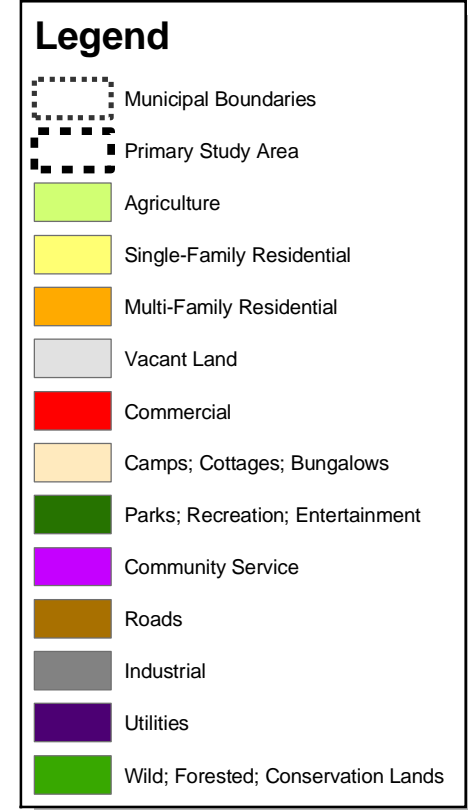 Legend
Municipal Boundaries
Primary Study Area
Agriculture
Single-Family Residential
Multi-Family Residential
Vacant Land
Commercial
Camps; Cottages; Bungalows
Parks; Recreation; Entertainment
Community Service
Roads
Industrial
Utilities
Wild; Forested; Conservation Lands